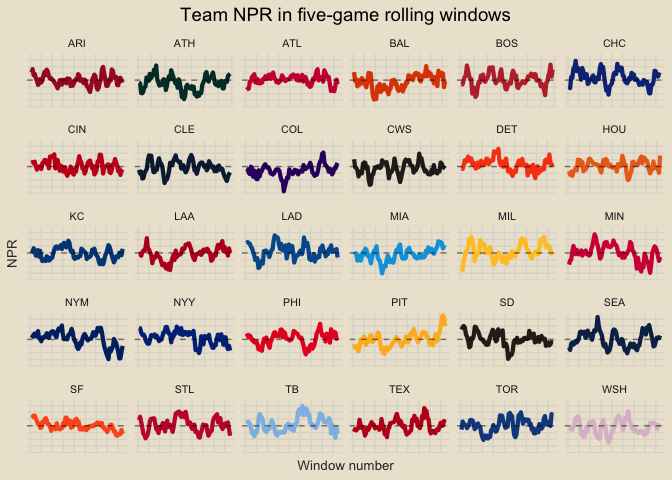 Team NPR in five-game rolling windows
ARI ATH ATL BAL BOS CHC
CIN CLE COL CWS DET HOU
KC LAA LAD MIA MIL MIN
NPR
NYM NYY PHI PIT SD SEA
SF STL TB TEX TOR WSH
Window number